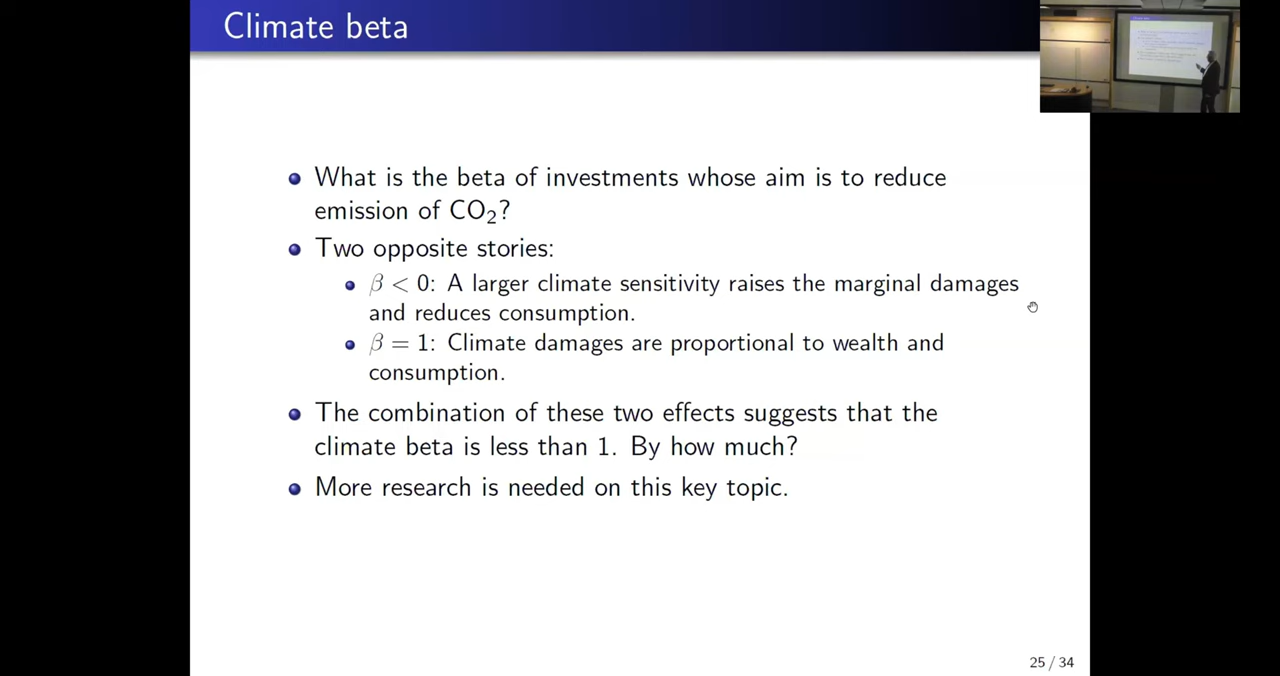 Climate beta
What is the beta of investments whose aim is to reduce
emission of CO₂?
Two opposite stories:
β < 0: A larger climate sensitivity raises the marginal damages
and reduces consumption.
β = 1: Climate damages are proportional to wealth and
consumption.
The combination of these two effects suggests that the
climate beta is less than 1. By how much?
More research is needed on this key topic.
25 / 34